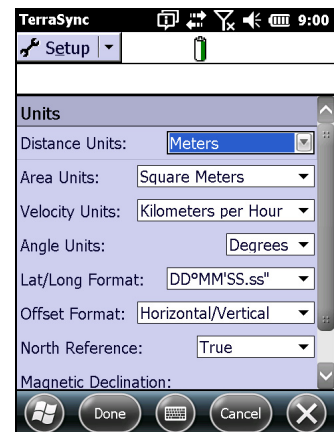 TerraSync 9:00
Setup
Units
Distance Units: Meters
Area Units: Square Meters
Velocity Units: Kilometers per Hour
Angle Units: Degrees
Lat/Long Format: DD°MM'SS.ss"
Offset Format: Horizontal/Vertical
North Reference: True
Magnetic Declination:
Done Cancel